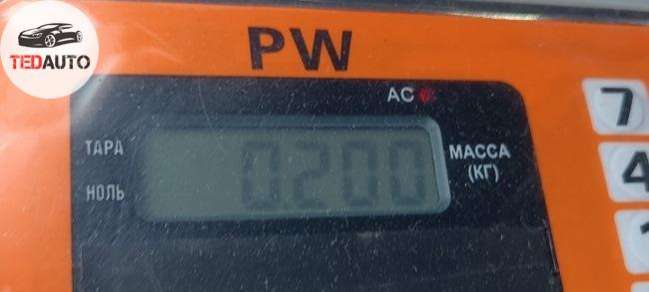 TEDAUTO
PW
AC
ТАРА
НОЛЬ
0.200
МАССА
(КГ)
7
4
1